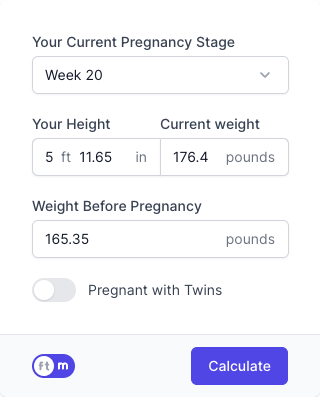 Your Current Pregnancy Stage
Week 20
Your Height Current weight
5 ft 11.65 in 176.4 pounds
Weight Before Pregnancy
165.35 pounds
Pregnant with Twins
ft m Calculate